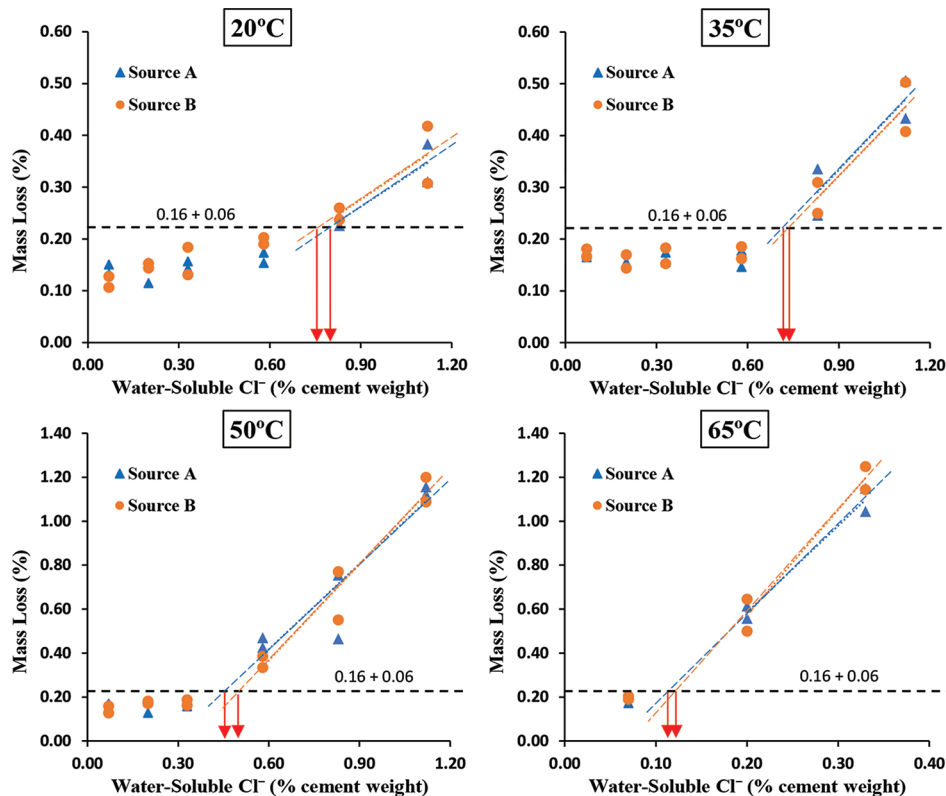 20°C
Source A
Source B
0.16 + 0.06
Mass Loss (%)
0.60
0.50
0.40
0.30
0.20
0.10
0.00
0.00 0.30 0.60 0.90 1.20
Water-Soluble Cl⁻ (% cement weight)
35°C
Source A
Source B
0.16 + 0.06
Mass Loss (%)
0.60
0.50
0.40
0.30
0.20
0.10
0.00
0.00 0.30 0.60 0.90 1.20
Water-Soluble Cl⁻ (% cement weight)
50°C
Source A
Source B
0.16 + 0.06
Mass Loss (%)
1.40
1.20
1.00
0.80
0.60
0.40
0.20
0.00
0.00 0.30 0.60 0.90 1.20
Water-Soluble Cl⁻ (% cement weight)
65°C
Source A
Source B
0.16 + 0.06
Mass Loss (%)
1.40
1.20
1.00
0.80
0.60
0.40
0.20
0.00
0.00 0.10 0.20 0.30 0.40
Water-Soluble Cl⁻ (% cement weight)